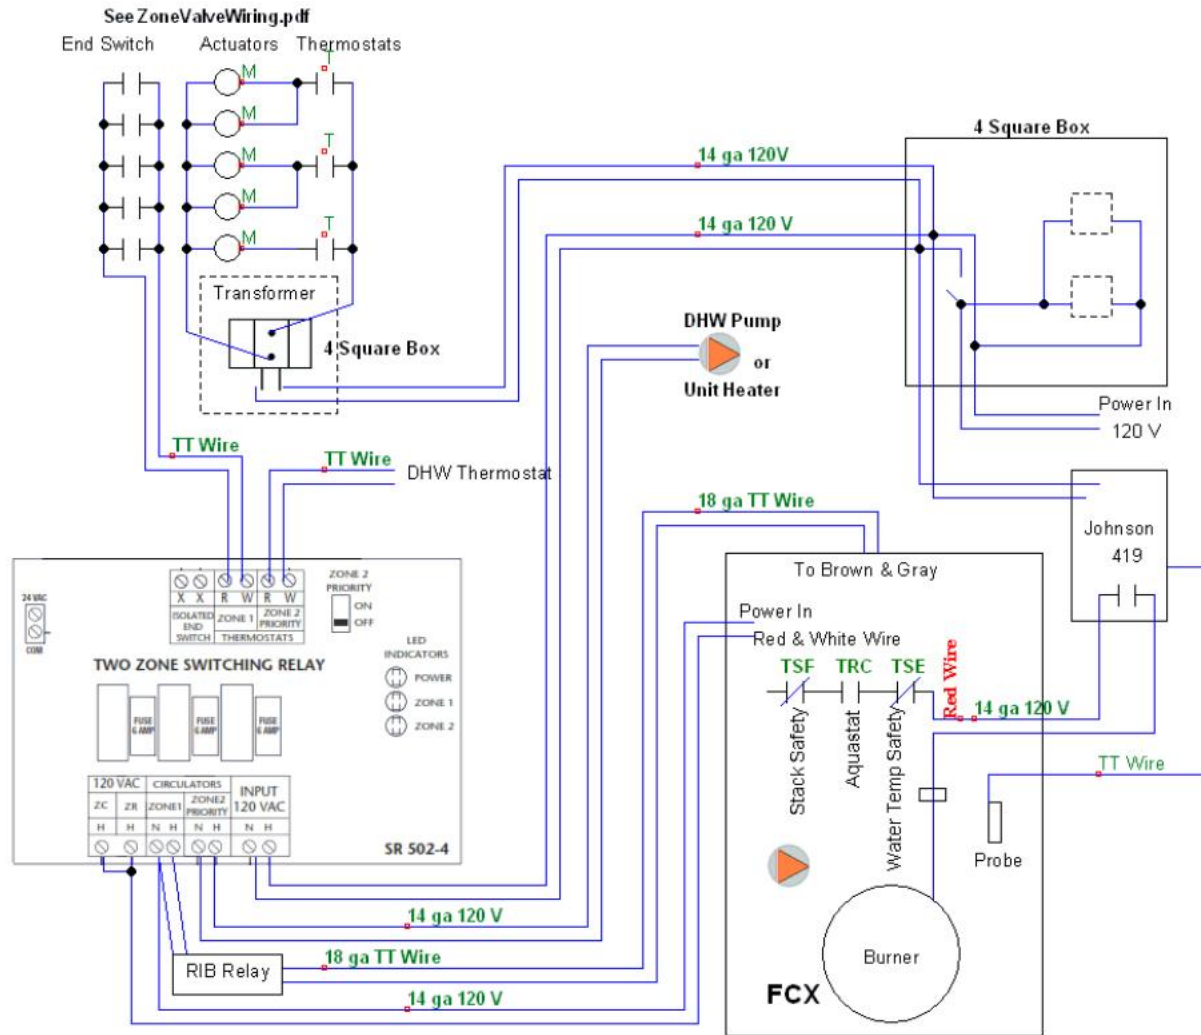 See ZoneValveWiring.pdf
End Switch Actuators Thermostats
T
M
M
T
M
M
T
M
Transformer
4 Square Box
14 ga 120V
14 ga 120 V
4 Square Box
DHW Pump
or
Unit Heater
Power In
120 V
TT Wire
TT Wire
DHW Thermostat
18 ga TT Wire
Johnson
419
24 VAC
COM
X X R W R W
ISOLATED END SWITCH
ZONE 1
ZONE 2 PRIORITY
THERMOSTATS
ZONE 2
PRIORITY
ON
OFF
LED
INDICATORS
POWER
ZONE 1
ZONE 2
TWO ZONE SWITCHING RELAY
FUSE 6 AMP
FUSE 6 AMP
FUSE 6 AMP
120 VAC
CIRCULATORS
INPUT
120 VAC
ZC ZR ZONE1 ZONE2 PRIORITY
H H N H N H N H
SR 502-4
To Brown & Gray
Power In
Red & White Wire
TSF TRC TSE
Stack Safety
Aquastat
Water Temp Safety
Red Wire
14 ga 120 V
TT Wire
Probe
Burner
FCX
14 ga 120 V
18 ga TT Wire
RIB Relay
14 ga 120 V